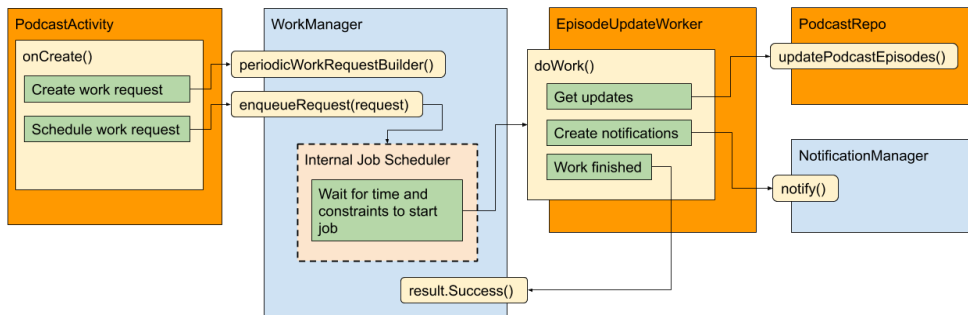 PodcastActivity
onCreate()
Create work request
Schedule work request
WorkManager
periodicWorkRequestBuilder()
enqueueRequest(request)
Internal Job Scheduler
Wait for time and
constraints to start
job
result.Success()
EpisodeUpdateWorker
doWork()
Get updates
Create notifications
Work finished
PodcastRepo
updatePodcastEpisodes()
NotificationManager
notify()